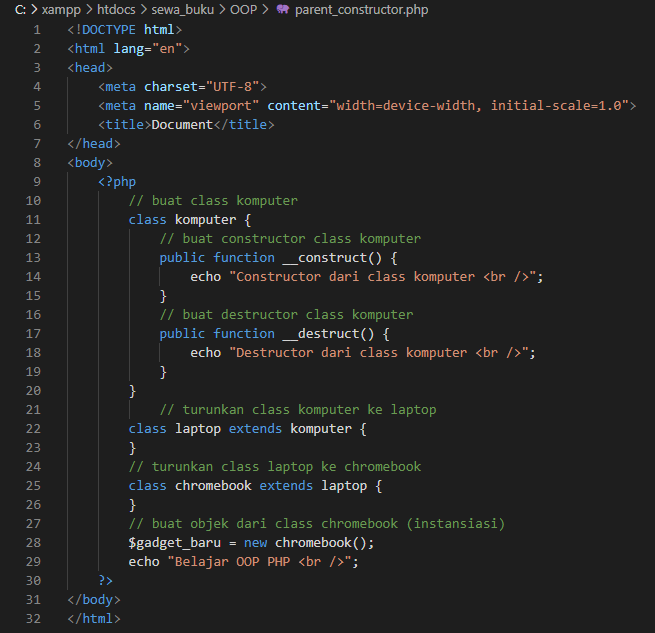 C: > xampp > htdocs > sewa_buku > OOP > parent_constructor.php
1 <!DOCTYPE html>
2 <html lang="en">
3 <head>
4     <meta charset="UTF-8">
5     <meta name="viewport" content="width=device-width, initial-scale=1.0">
6     <title>Document</title>
7 </head>
8 <body>
9     <?php
10         // buat class komputer
11         class komputer {
12             // buat constructor class komputer
13             public function __construct() {
14                 echo "Constructor dari class komputer <br />";
15             }
16             // buat destructor class komputer
17             public function __destruct() {
18                 echo "Destructor dari class komputer <br />";
19             }
20         }
21             // turunkan class komputer ke laptop
22         class laptop extends komputer {
23         }
24         // turunkan class laptop ke chromebook
25         class chromebook extends laptop {
26         }
27         // buat objek dari class chromebook (instansiasi)
28         $gadget_baru = new chromebook();
29         echo "Belajar OOP PHP <br />";
30     ?>
31 </body>
32 </html>